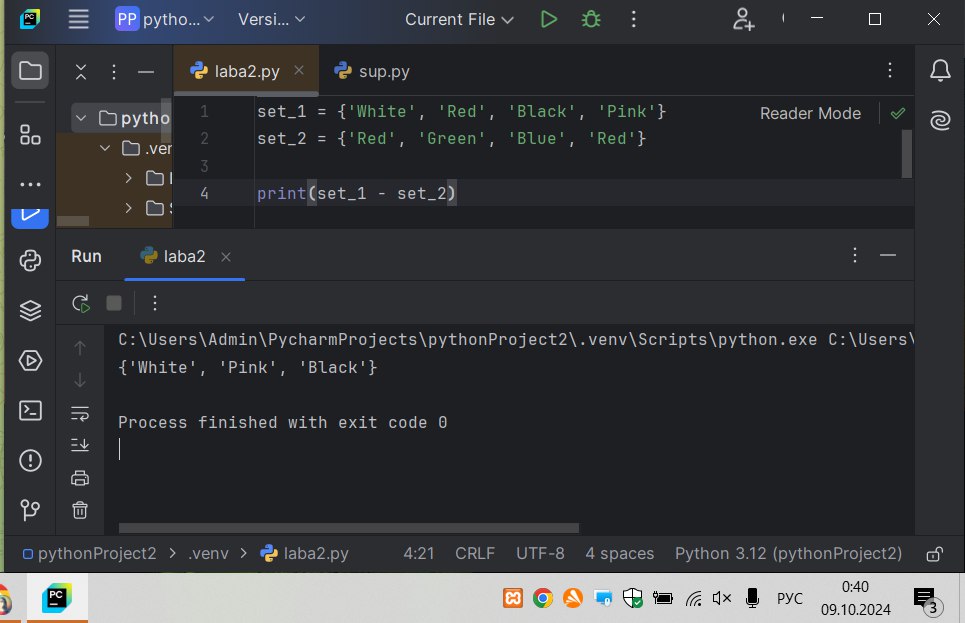 PC PP pytho... Versi... Current File
laba2.py sup.py
pytho
.ver
1 set_1 = {'White', 'Red', 'Black', 'Pink'} Reader Mode
2 set_2 = {'Red', 'Green', 'Blue', 'Red'}
3
4 print(set_1 - set_2)
Run laba2
C:\Users\Admin\PycharmProjects\pythonProject2\.venv\Scripts\python.exe C:\Users\
{'White', 'Pink', 'Black'}
Process finished with exit code 0
pythonProject2 > .venv > laba2.py 4:21 CRLF UTF-8 4 spaces Python 3.12 (pythonProject2)
PC РУС 0:40
09.10.2024 3